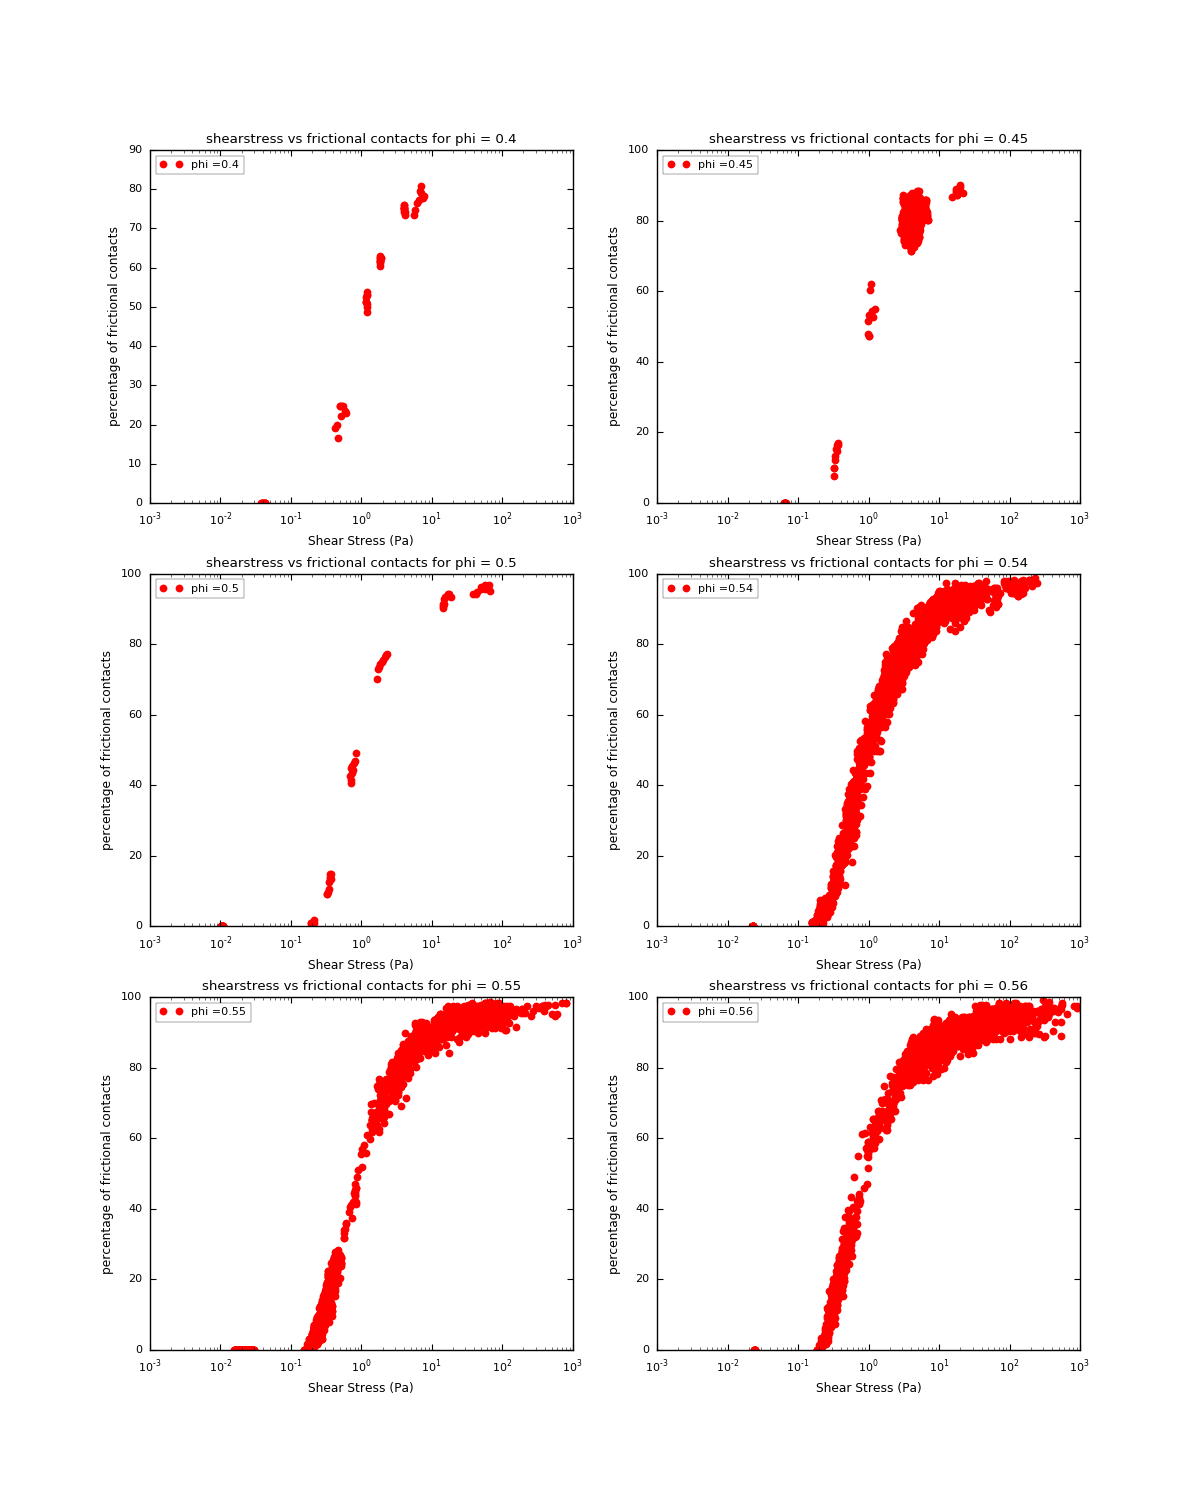 shearstress vs frictional contacts for phi = 0.4
phi =0.4
percentage of frictional contacts
90
80
70
60
50
40
30
20
10
0
10^-3 10^-2 10^-1 10^0 10^1 10^2 10^3
Shear Stress (Pa)
shearstress vs frictional contacts for phi = 0.45
phi =0.45
percentage of frictional contacts
100
80
60
40
20
0
10^-3 10^-2 10^-1 10^0 10^1 10^2 10^3
Shear Stress (Pa)
shearstress vs frictional contacts for phi = 0.5
phi =0.5
percentage of frictional contacts
100
80
60
40
20
0
10^-3 10^-2 10^-1 10^0 10^1 10^2 10^3
Shear Stress (Pa)
shearstress vs frictional contacts for phi = 0.54
phi =0.54
percentage of frictional contacts
100
80
60
40
20
0
10^-3 10^-2 10^-1 10^0 10^1 10^2 10^3
Shear Stress (Pa)
shearstress vs frictional contacts for phi = 0.55
phi =0.55
percentage of frictional contacts
100
80
60
40
20
0
10^-3 10^-2 10^-1 10^0 10^1 10^2 10^3
Shear Stress (Pa)
shearstress vs frictional contacts for phi = 0.56
phi =0.56
percentage of frictional contacts
100
80
60
40
20
0
10^-3 10^-2 10^-1 10^0 10^1 10^2 10^3
Shear Stress (Pa)